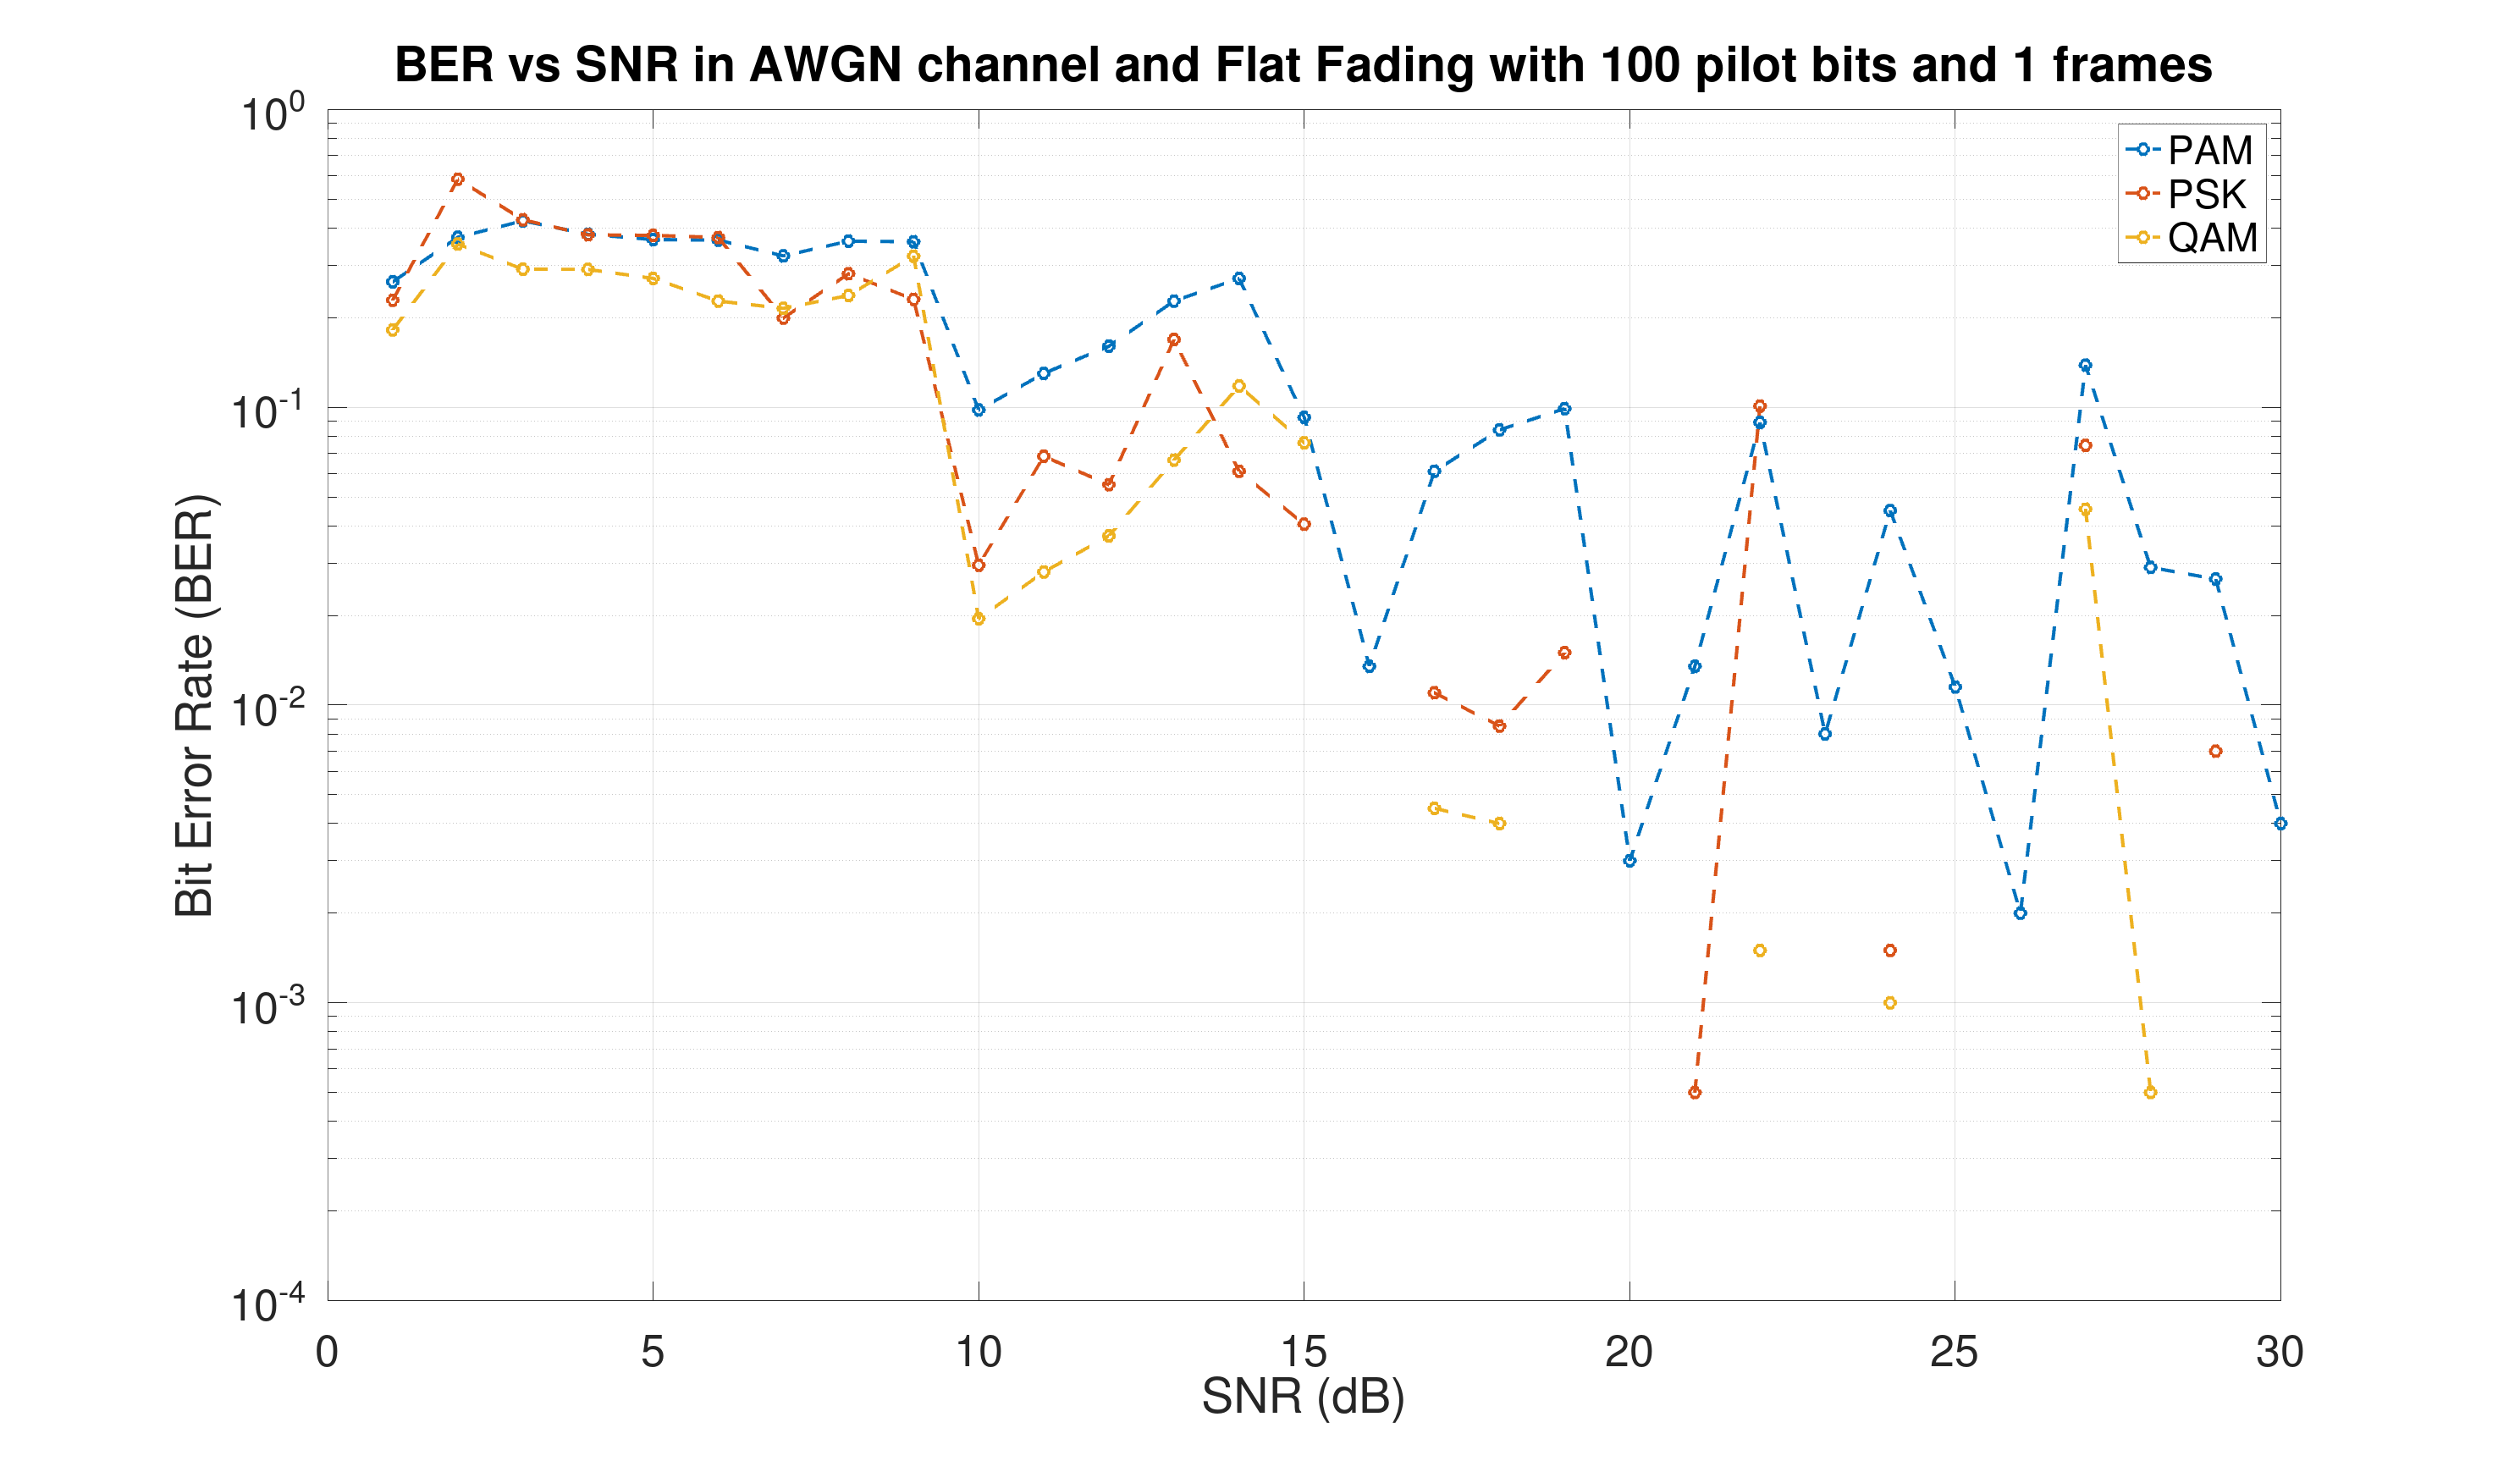 BER vs SNR in AWGN channel and Flat Fading with 100 pilot bits and 1 frames
PAM
PSK
QAM
Bit Error Rate (BER)
10^0
10^-1
10^-2
10^-3
10^-4
0 5 10 15 20 25 30
SNR (dB)